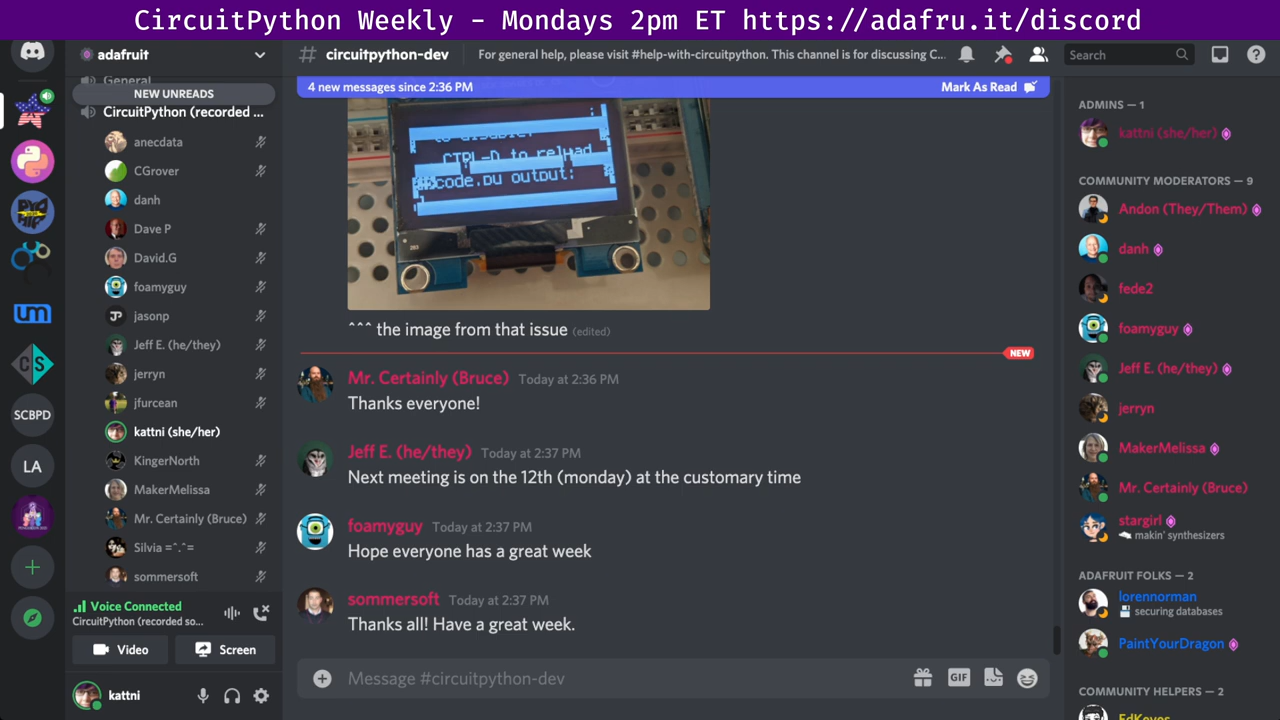 CircuitPython Weekly - Mondays 2pm ET https://adafru.it/discord
adafruit
General
NEW UNREADS
CircuitPython (recorded ...
anecdata
CGrover
danh
Dave P
David.G
foamyguy
jasonp
Jeff E. (he/they)
jerryn
jfurcean
kattni (she/her)
KingerNorth
MakerMelissa
Mr. Certainly (Bruce)
Silvia =^.^=
sommersoft
Voice Connected
CircuitPython (recorded so...
Video
Screen
kattni
SCBPD
LA
# circuitpython-dev
For general help, please visit #help-with-circuitpython. This channel is for discussing C...
Search
4 new messages since 2:36 PM
Mark As Read
to disable.
CTRL-D to reload
code.py output:
^^^ the image from that issue (edited)
NEW
Mr. Certainly (Bruce) Today at 2:36 PM
Thanks everyone!
Jeff E. (he/they) Today at 2:37 PM
Next meeting is on the 12th (monday) at the customary time
foamyguy Today at 2:37 PM
Hope everyone has a great week
sommersoft Today at 2:37 PM
Thanks all! Have a great week.
Message #circuitpython-dev
GIF
ADMINS — 1
kattni (she/her)
COMMUNITY MODERATORS — 9
Andon (They/Them)
danh
fede2
foamyguy
Jeff E. (he/they)
jerryn
MakerMelissa
Mr. Certainly (Bruce)
stargirl
makin' synthesizers
ADAFRUIT FOLKS — 2
lorennorman
securing databases
PaintYourDragon
COMMUNITY HELPERS — 2
EdKeyes